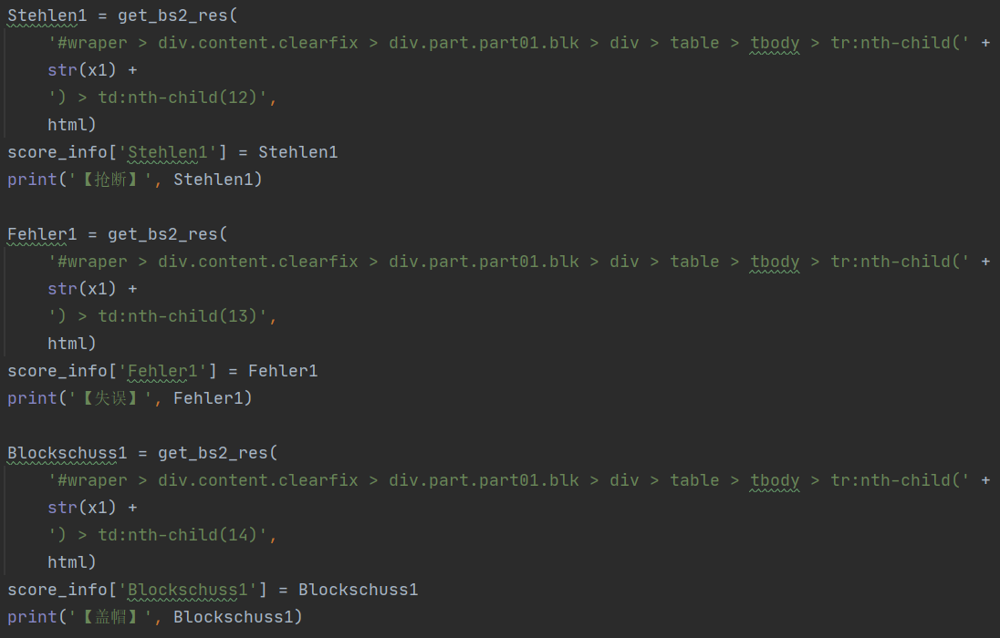 Stehlen1 = get_bs2_res(
    '#wraper > div.content.clearfix > div.part.part01.blk > div > table > tbody > tr:nth-child(' +
    str(x1) +
    ') > td:nth-child(12)',
    html)
score_info['Stehlen1'] = Stehlen1
print('【抢断】', Stehlen1)

Fehler1 = get_bs2_res(
    '#wraper > div.content.clearfix > div.part.part01.blk > div > table > tbody > tr:nth-child(' +
    str(x1) +
    ') > td:nth-child(13)',
    html)
score_info['Fehler1'] = Fehler1
print('【失误】', Fehler1)

Blockschuss1 = get_bs2_res(
    '#wraper > div.content.clearfix > div.part.part01.blk > div > table > tbody > tr:nth-child(' +
    str(x1) +
    ') > td:nth-child(14)',
    html)
score_info['Blockschuss1'] = Blockschuss1
print('【盖帽】', Blockschuss1)